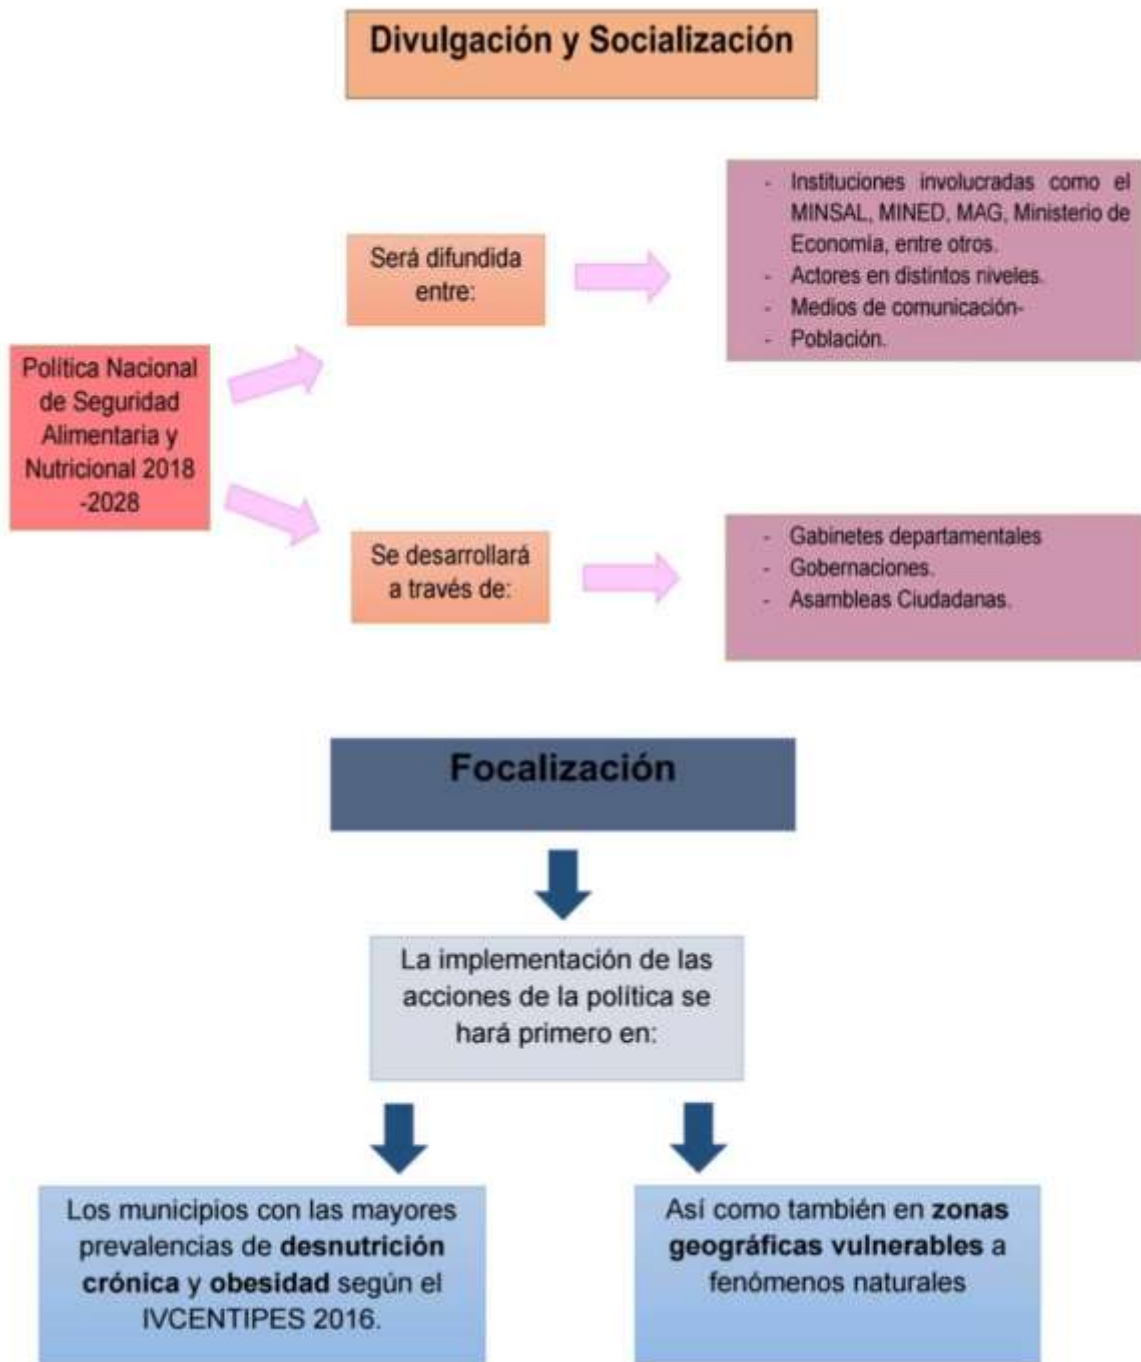 Divulgación y Socialización
Política Nacional
de Seguridad
Alimentaria y
Nutricional 2018
-2028
Será difundida
entre:
- Instituciones involucradas como el
MINSAL, MINED, MAG, Ministerio de
Economía, entre otros.
- Actores en distintos niveles.
- Medios de comunicación-
- Población.
Se desarrollará
a través de:
- Gabinetes departamentales
- Gobernaciones.
- Asambleas Ciudadanas.
Focalización
La implementación de las
acciones de la política se
hará primero en:
Los municipios con las mayores
prevalencias de desnutrición
crónica y obesidad según el
IVCENTIPES 2016.
Así como también en zonas
geográficas vulnerables a
fenómenos naturales